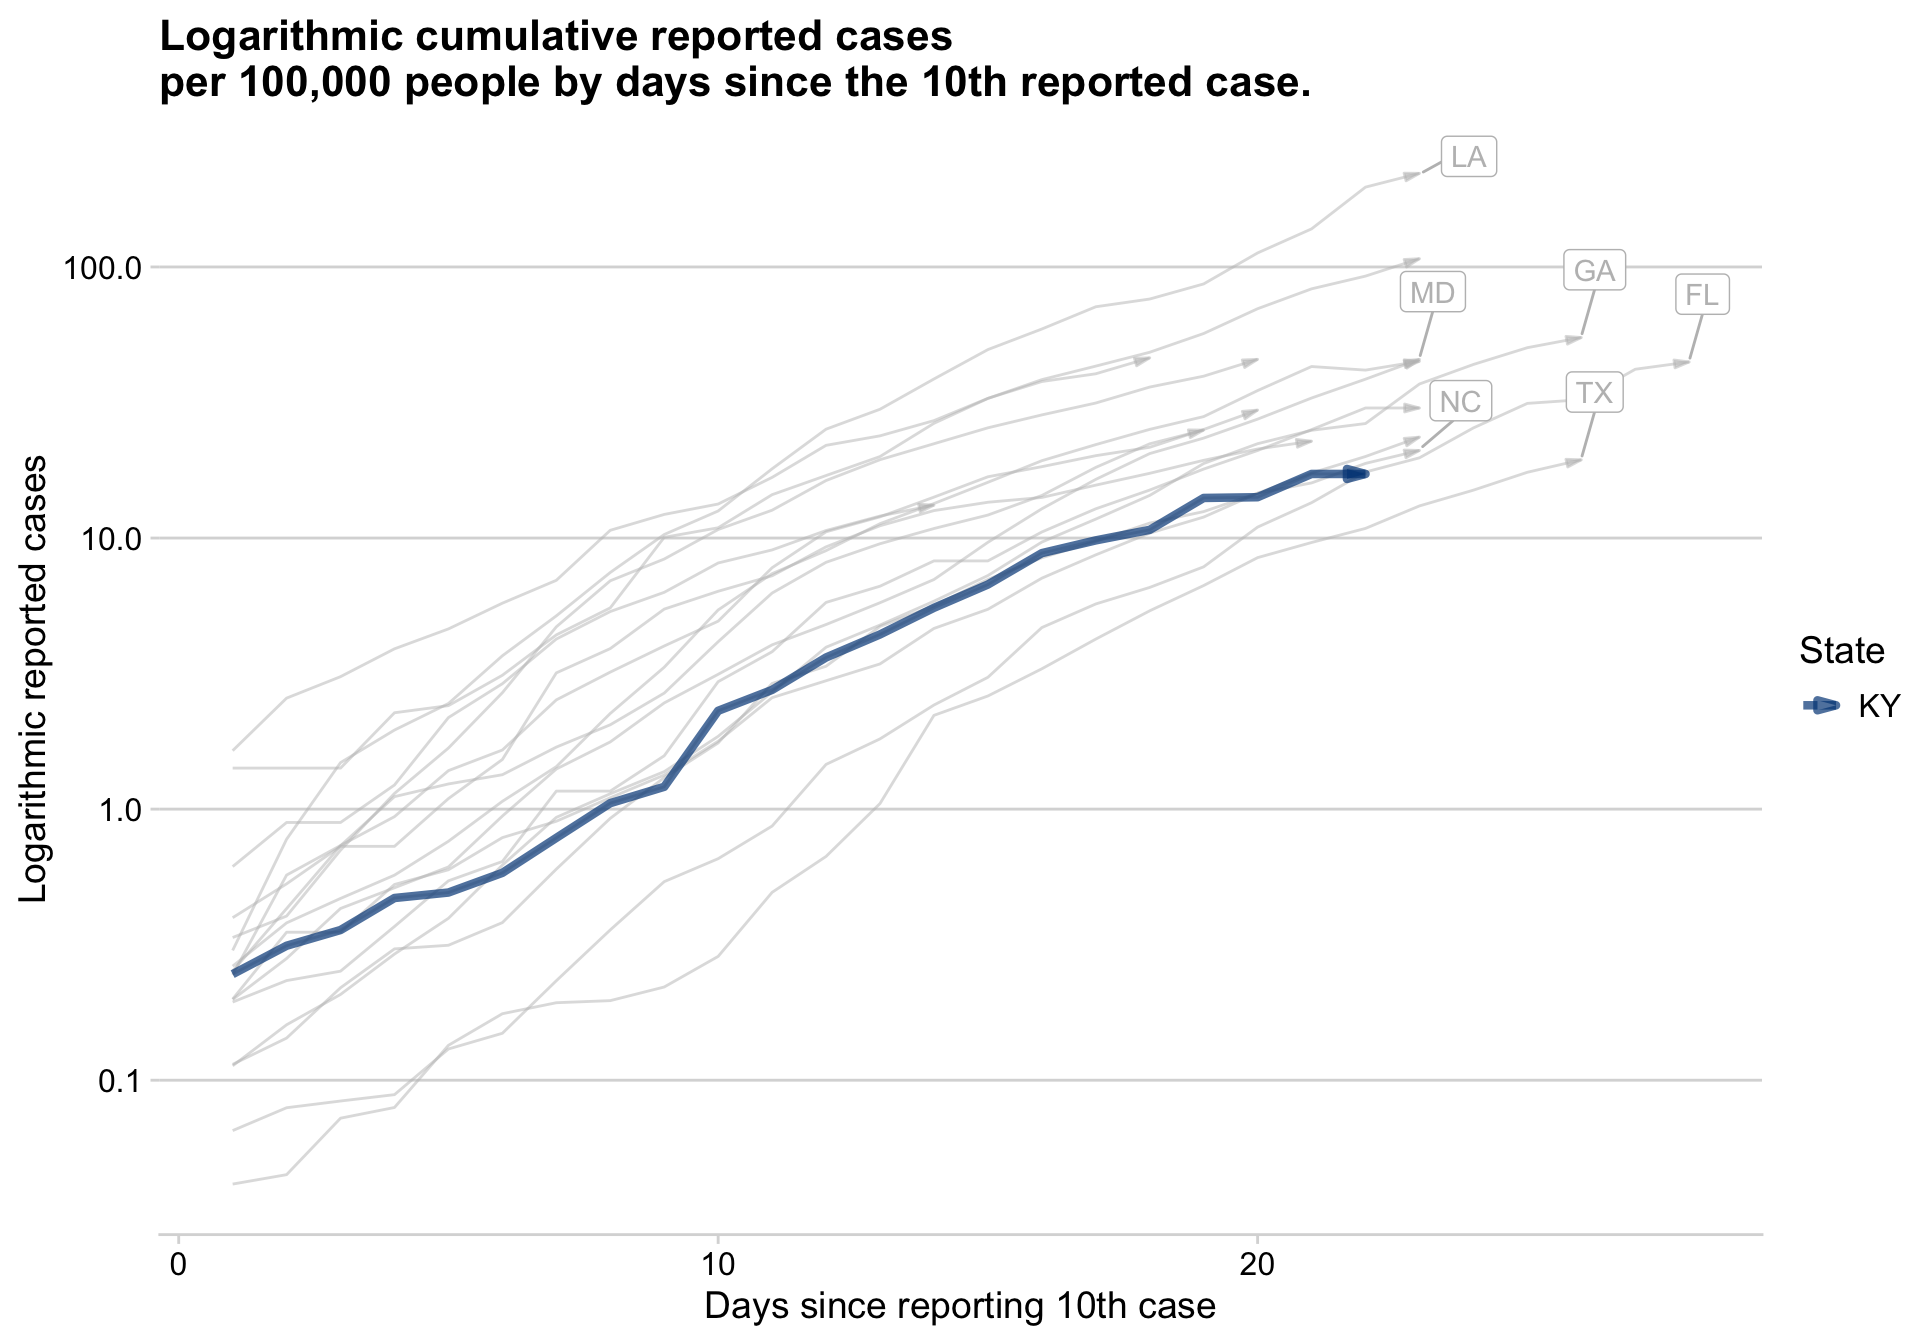 Logarithmic cumulative reported cases
per 100,000 people by days since the 10th reported case.
LA
100.0
GA
MD
FL
TX
NC
10.0
Logarithmic reported cases
State
KY
1.0
0.1
0
10
20
Days since reporting 10th case